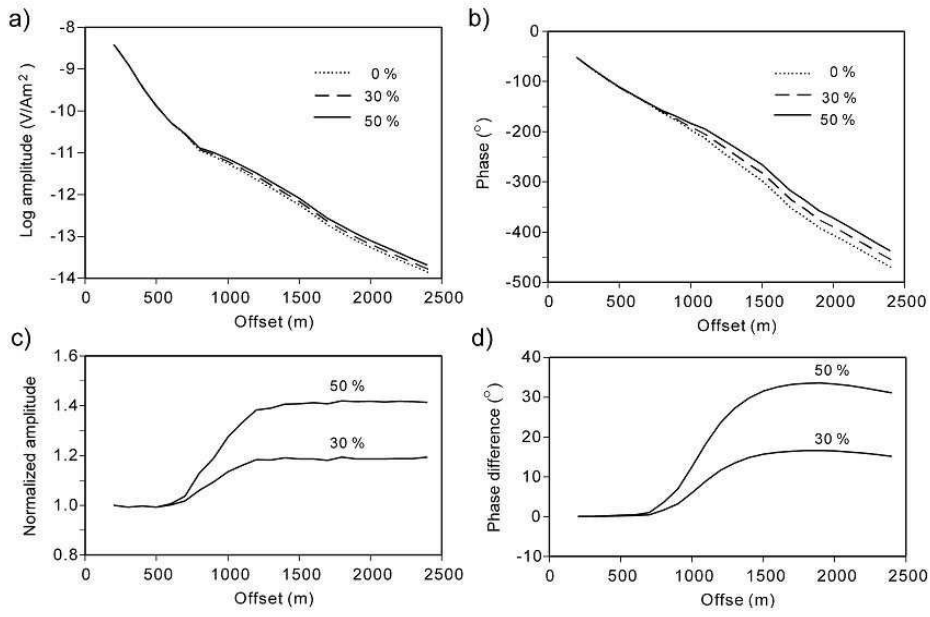 a)
-8
-9
-10
-11
-12
-13
-14
Log amplitude (V/Am²)
0 %
30 %
50 %
0 500 1000 1500 2000 2500
Offset (m)
b)
0
-100
-200
-300
-400
-500
Phase (°)
0 %
30 %
50 %
0 500 1000 1500 2000 2500
Offset (m)
c)
1.6
1.4
1.2
1.0
0.8
Normalized amplitude
50 %
30 %
0 500 1000 1500 2000 2500
Offset (m)
d)
40
30
20
10
0
-10
Phase difference (°)
50 %
30 %
0 500 1000 1500 2000 2500
Offse (m)